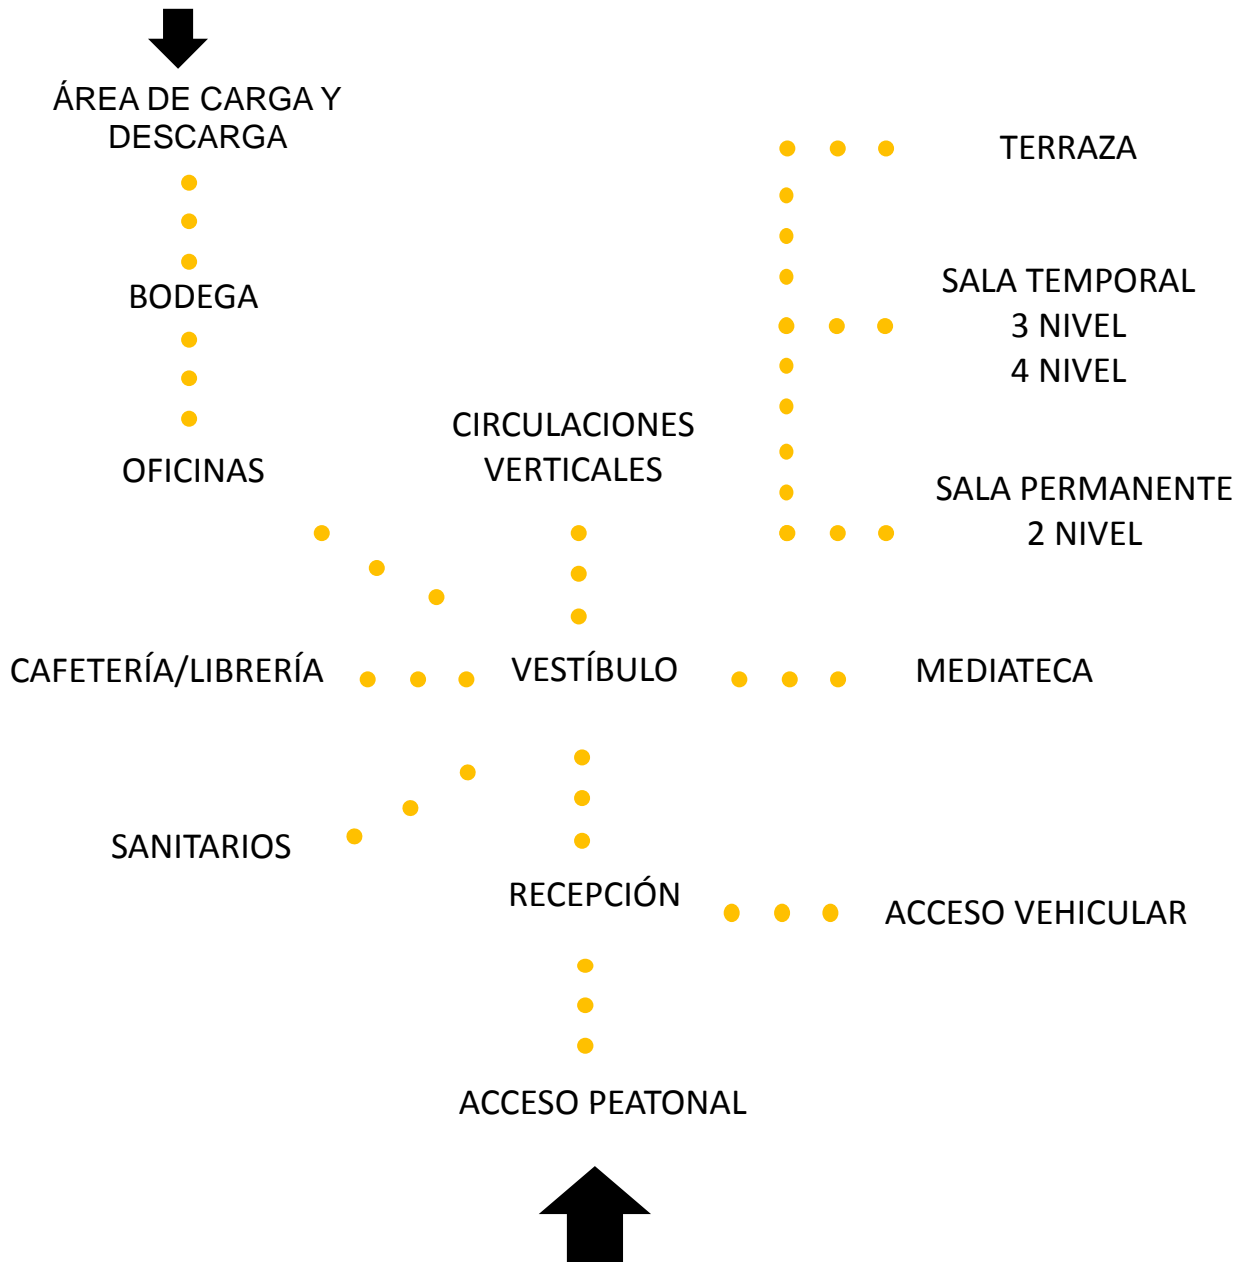 ÁREA DE CARGA Y
DESCARGA
TERRAZA
BODEGA
SALA TEMPORAL
3 NIVEL
4 NIVEL
OFICINAS
CIRCULACIONES
VERTICALES
SALA PERMANENTE
2 NIVEL
CAFETERÍA/LIBRERÍA
VESTÍBULO
MEDIATECA
SANITARIOS
RECEPCIÓN
ACCESO VEHICULAR
ACCESO PEATONAL